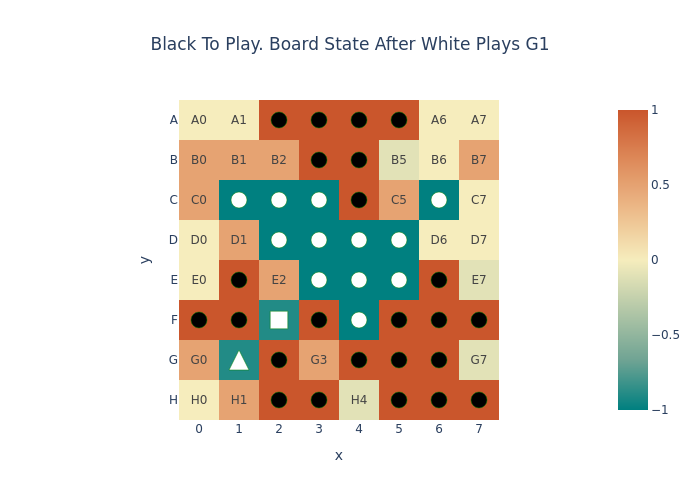 Black To Play. Board State After White Plays G1
A A0 A1 A6 A7
B B0 B1 B2 B5 B6 B7
C C0 C5 C7
D D0 D1 D6 D7
E E0 E2 E7
F
G G0 G3 G7
H H0 H1 H4
0 1 2 3 4 5 6 7
x
y
1
0.5
0
−0.5
−1